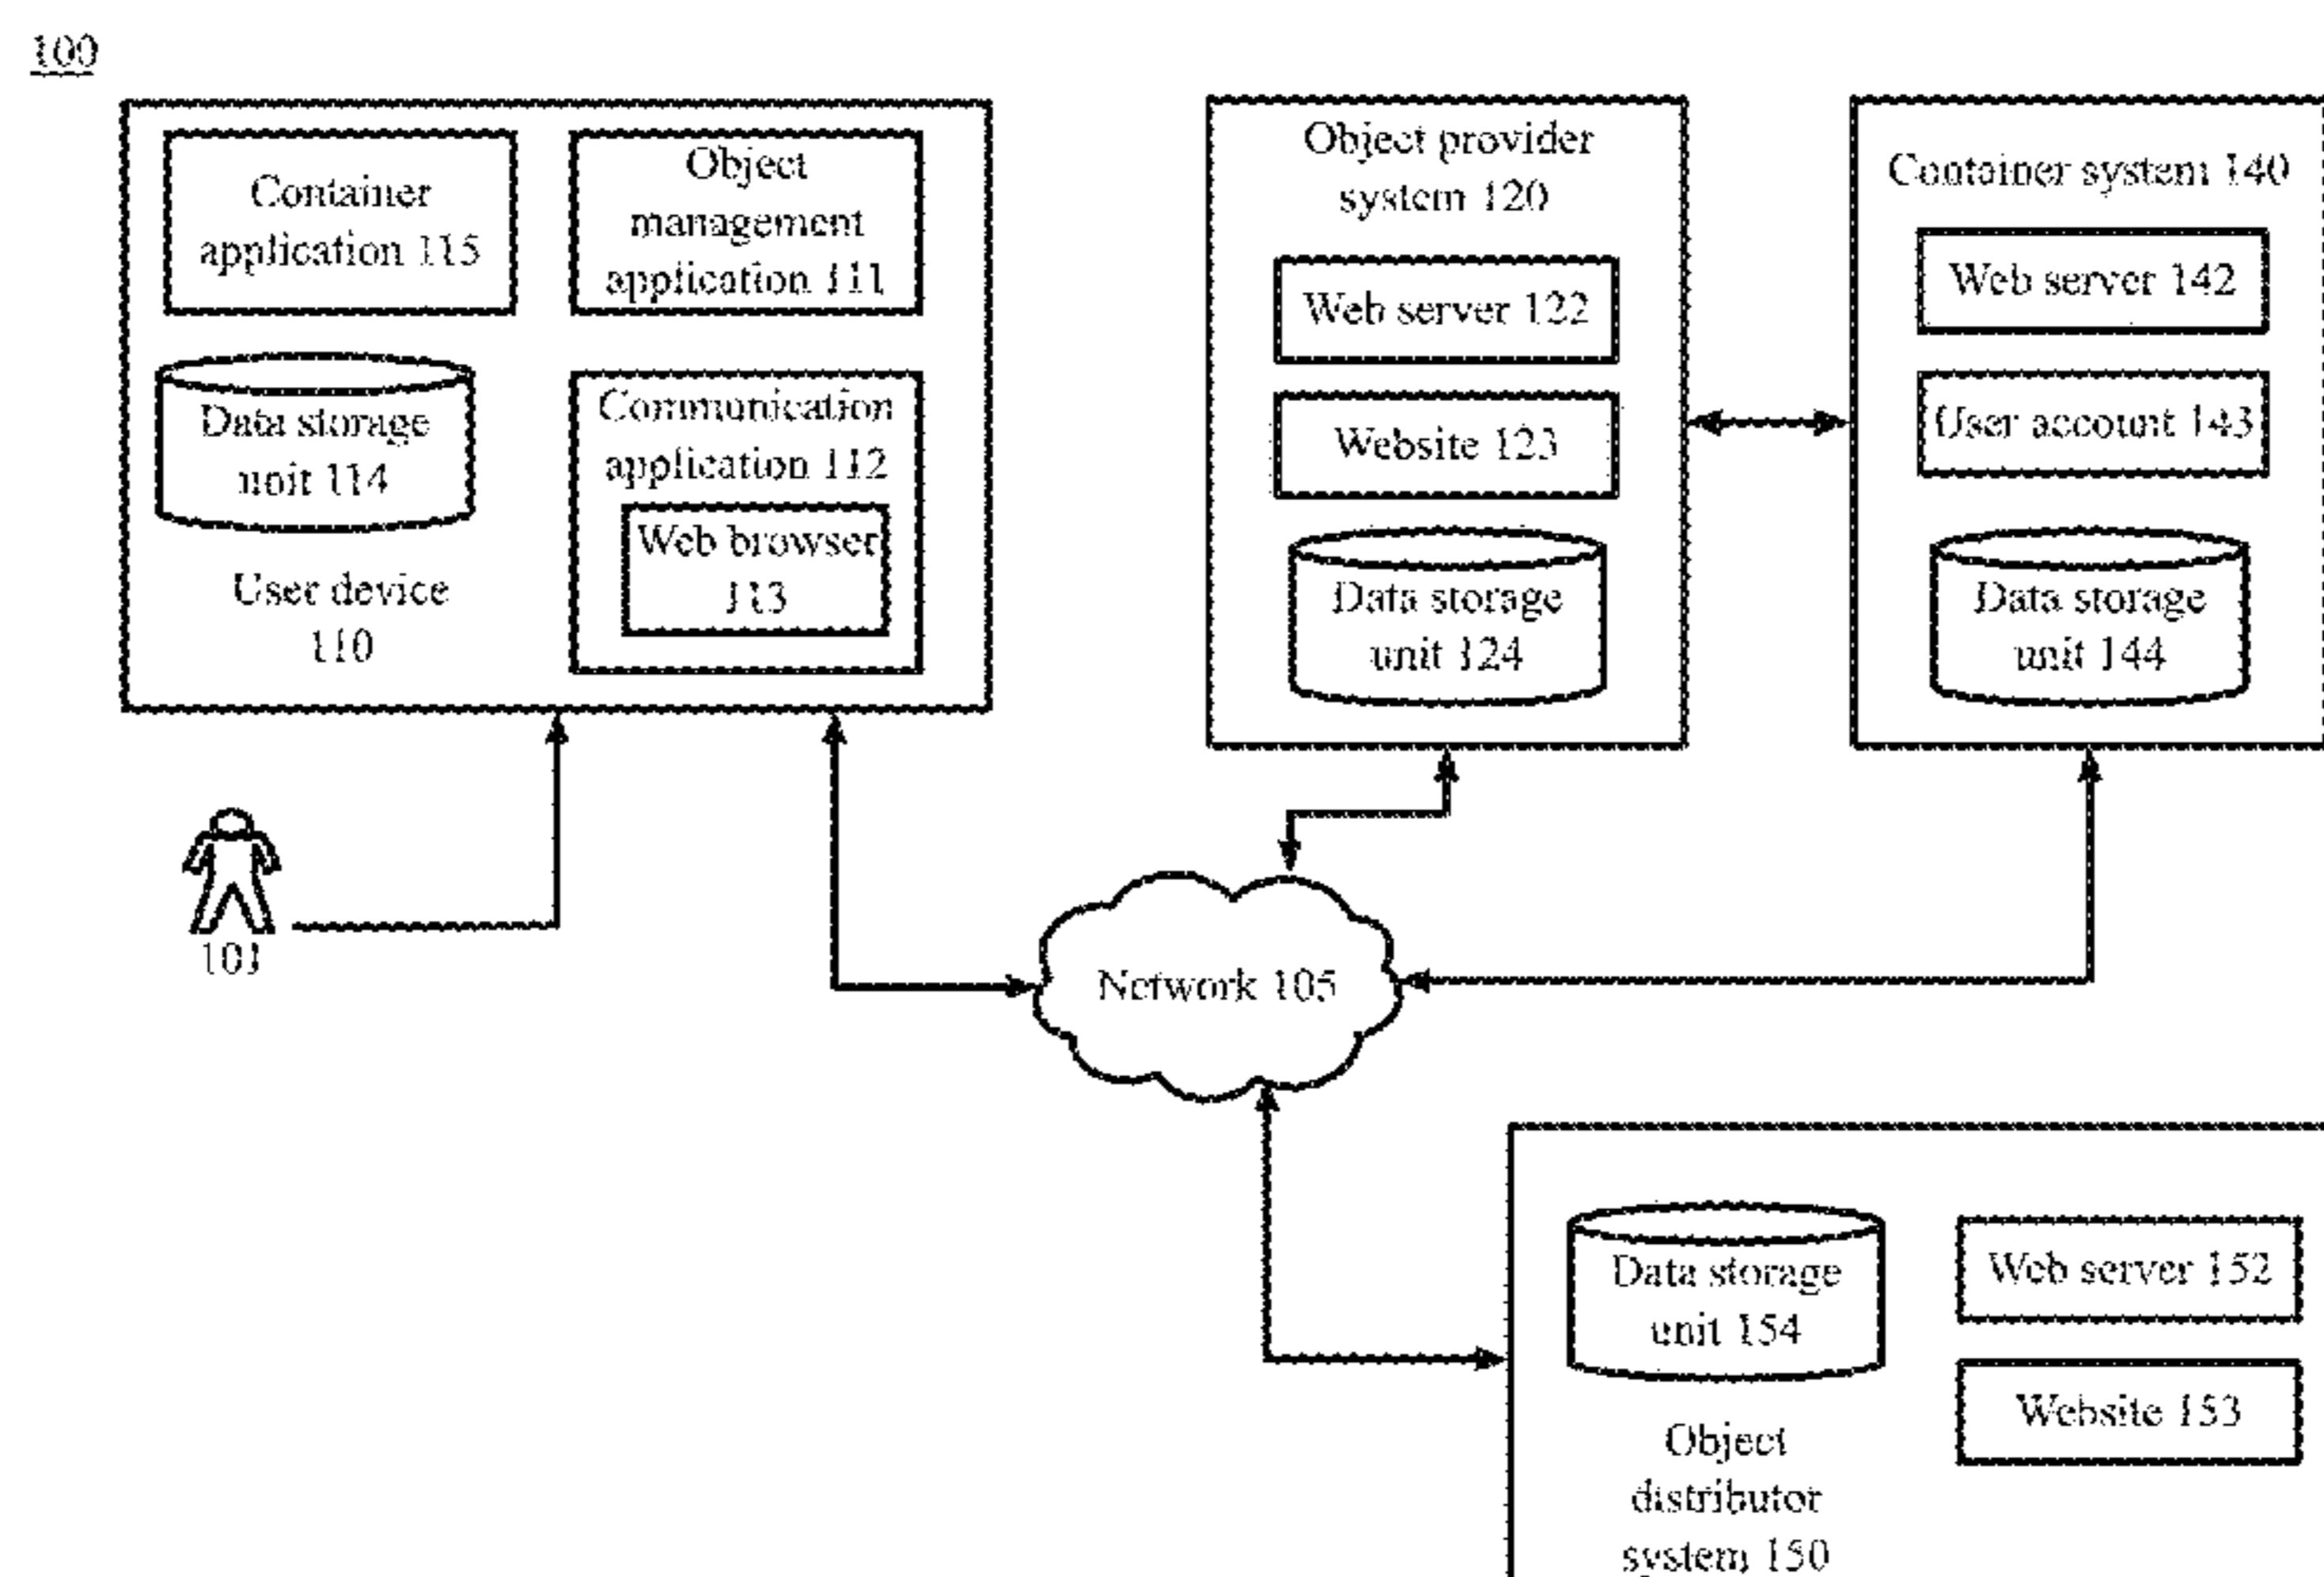 100
Container
application 115
Object
management
application 111
Data storage
unit 114
Communication
application 112
Web browser
113
User device
110
Object provider
system 120
Web server 122
Website 123
Data storage
unit 124
Container system 140
Web server 142
User account 143
Data storage
unit 144
101
Network 105
Data storage
unit 154
Web server 152
Website 153
Object
distributor
system 150